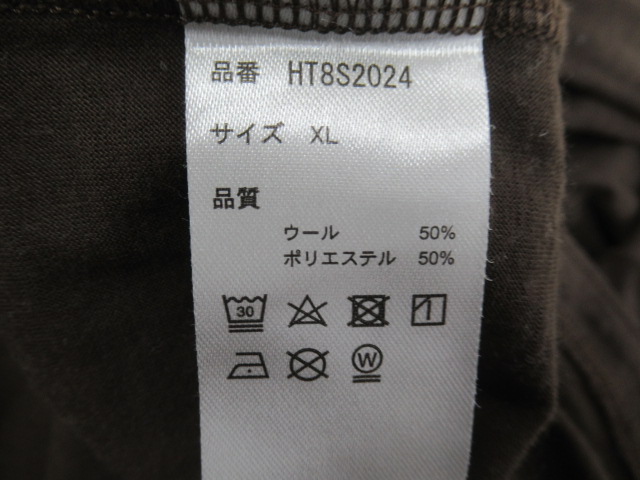 品番 HT8S2024
サイズ XL
品質
ウール 50%
ポリエステル 50%
30
W